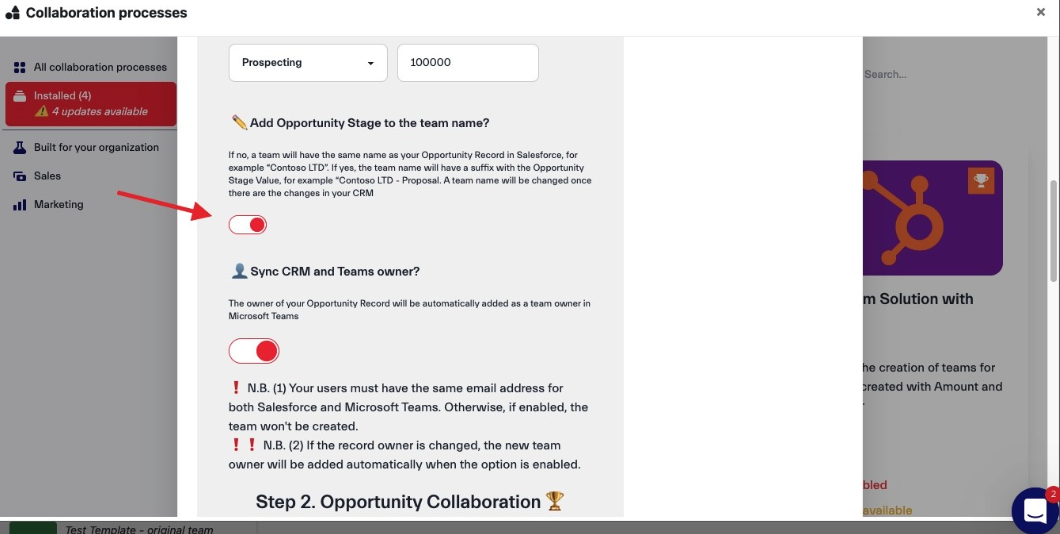 Collaboration processes
×
All collaboration processes
Installed (4)
4 updates available
Built for your organization
Sales
Marketing
Prospecting
100000
Add Opportunity Stage to the team name?
If no, a team will have the same name as your Opportunity Record in Salesforce, for
example “Contoso LTD”. If yes, the team name will have a suffix with the Opportunity
Stage Value, for example “Contoso LTD - Proposal. A team name will be changed once
there are the changes in your CRM
Sync CRM and Teams owner?
The owner of your Opportunity Record will be automatically added as a team owner in
Microsoft Teams
❗ N.B. (1) Your users must have the same email address for
both Salesforce and Microsoft Teams. Otherwise, if enabled, the
team won't be created.
❗❗ N.B. (2) If the record owner is changed, the new team
owner will be added automatically when the option is enabled.
Step 2. Opportunity Collaboration
Search...
m Solution with
he creation of teams for
created with Amount and
bled
available
2
Test Template - original team